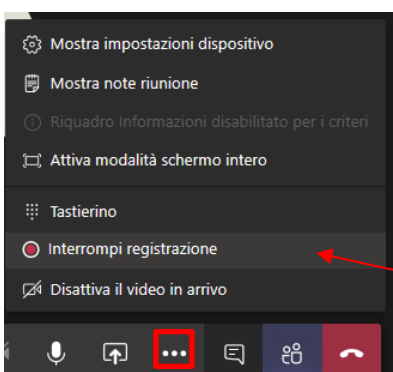 Mostra impostazioni dispositivo
Mostra note riunione
Riquadro Informazioni disabilitato per i criteri
Attiva modalità schermo intero
Tastierino
Interrompi registrazione
Disattiva il video in arrivo